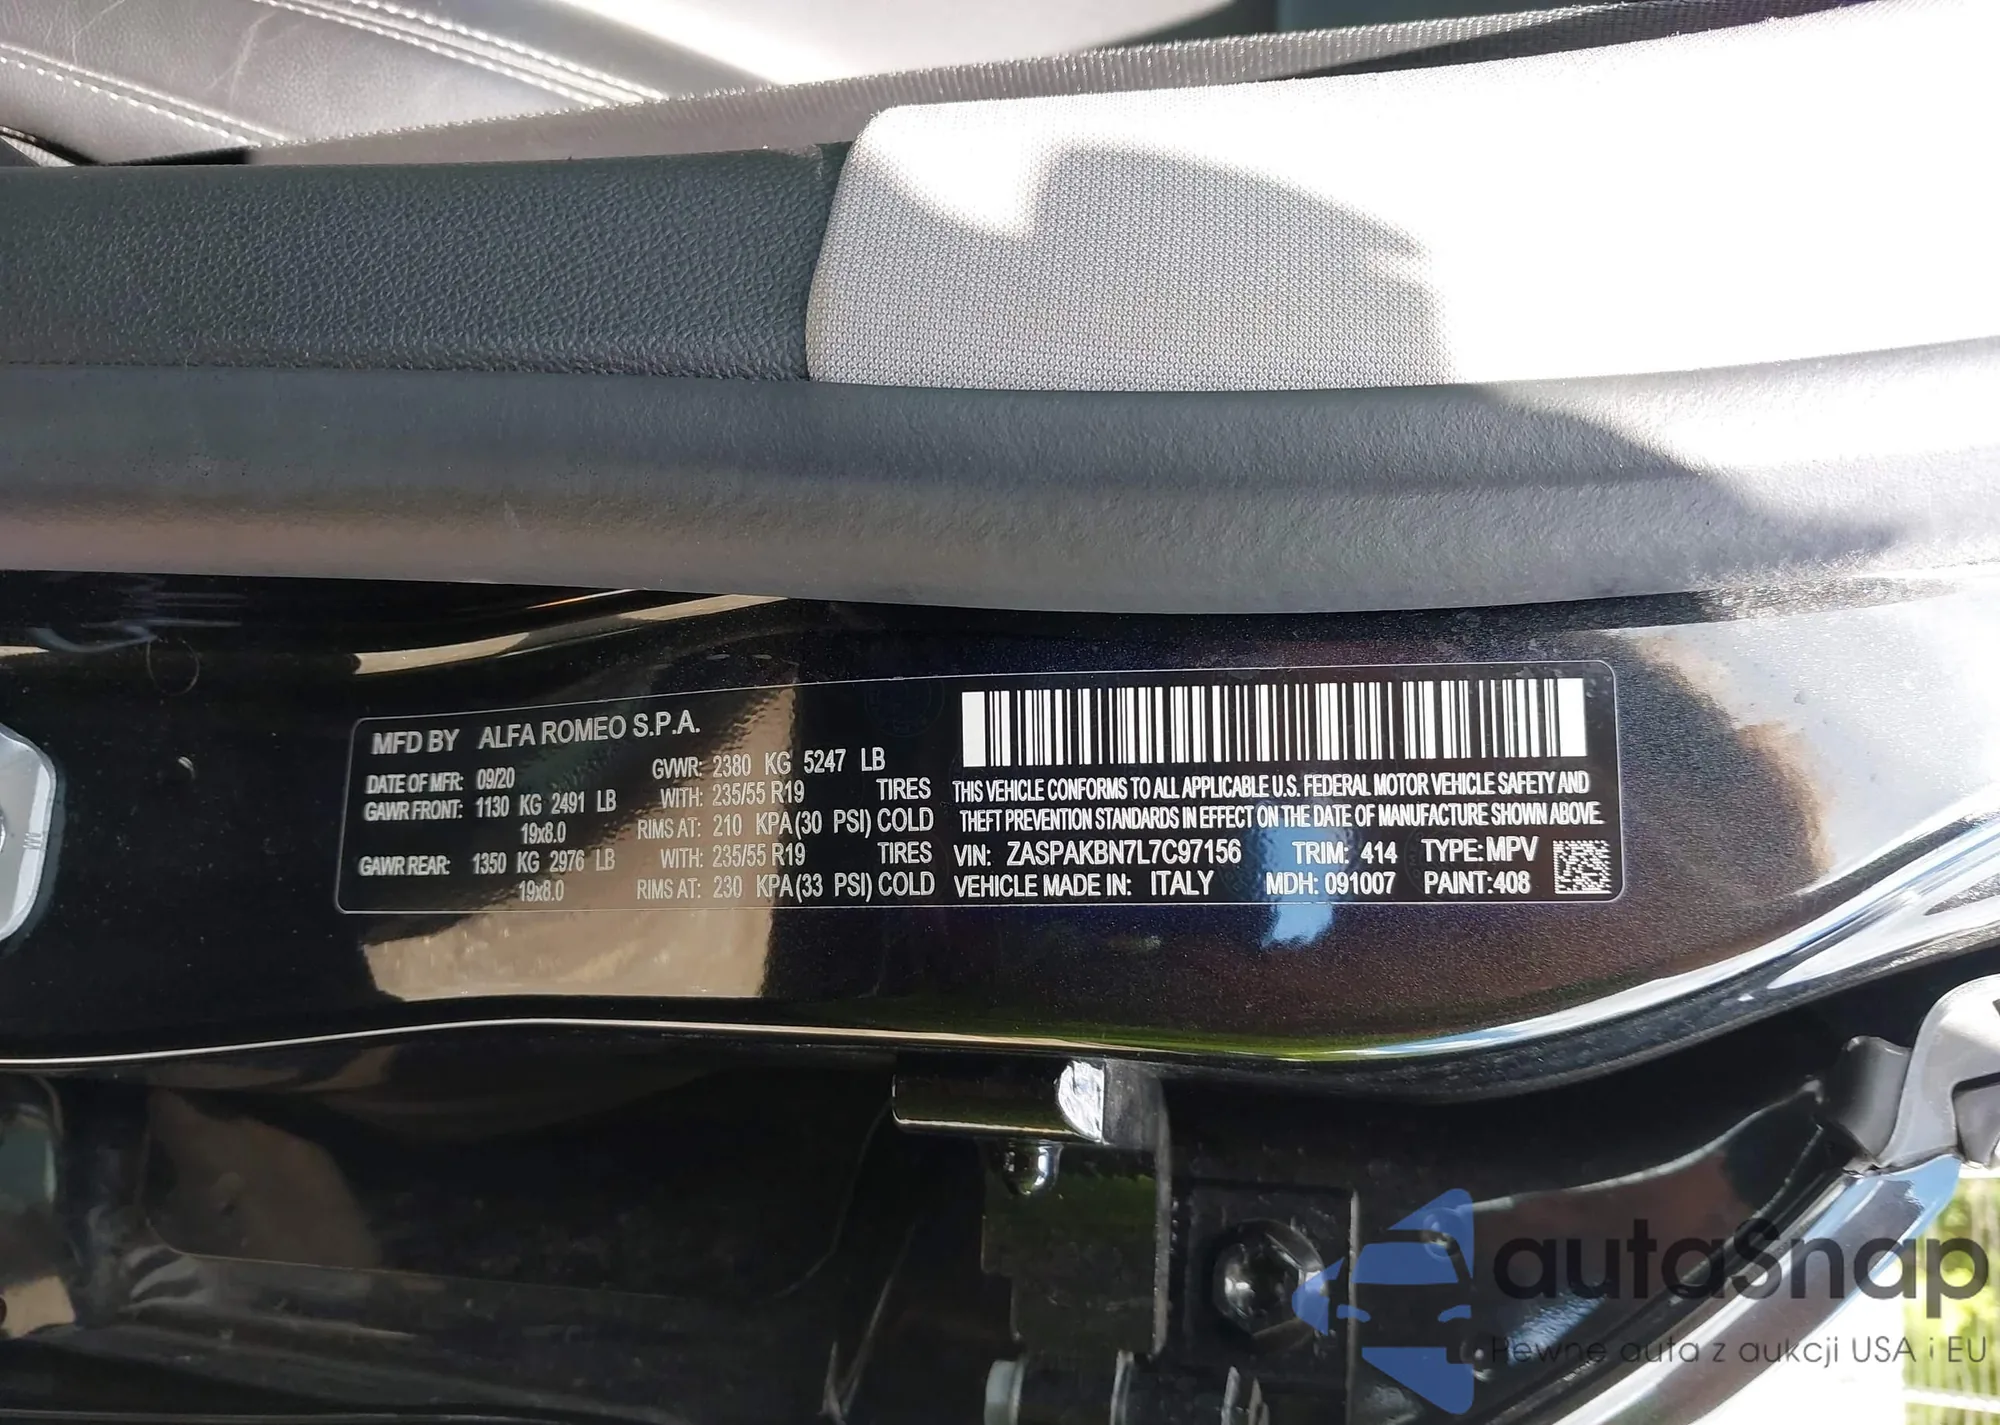 MFD BY ALFA ROMEO S.P.A.
DATE OF MFR: 09/20 GVWR: 2380 KG 5247 LB
GAWR FRONT: 1130 KG 2491 LB WITH: 235/55 R19 TIRES
19x8.0 RIMS AT: 210 KPA(30 PSI) COLD
GAWR REAR: 1350 KG 2976 LB WITH: 235/55 R19 TIRES
19x8.0 RIMS AT: 230 KPA(33 PSI) COLD
THIS VEHICLE CONFORMS TO ALL APPLICABLE U.S. FEDERAL MOTOR VEHICLE SAFETY AND
THEFT PREVENTION STANDARDS IN EFFECT ON THE DATE OF MANUFACTURE SHOWN ABOVE.
VIN: ZASPAKBN7L7C97156 TRIM: 414 TYPE: MPV
VEHICLE MADE IN: ITALY MDH: 091007 PAINT: 408
autaSnap
Pewne auta z aukcji USA i EU